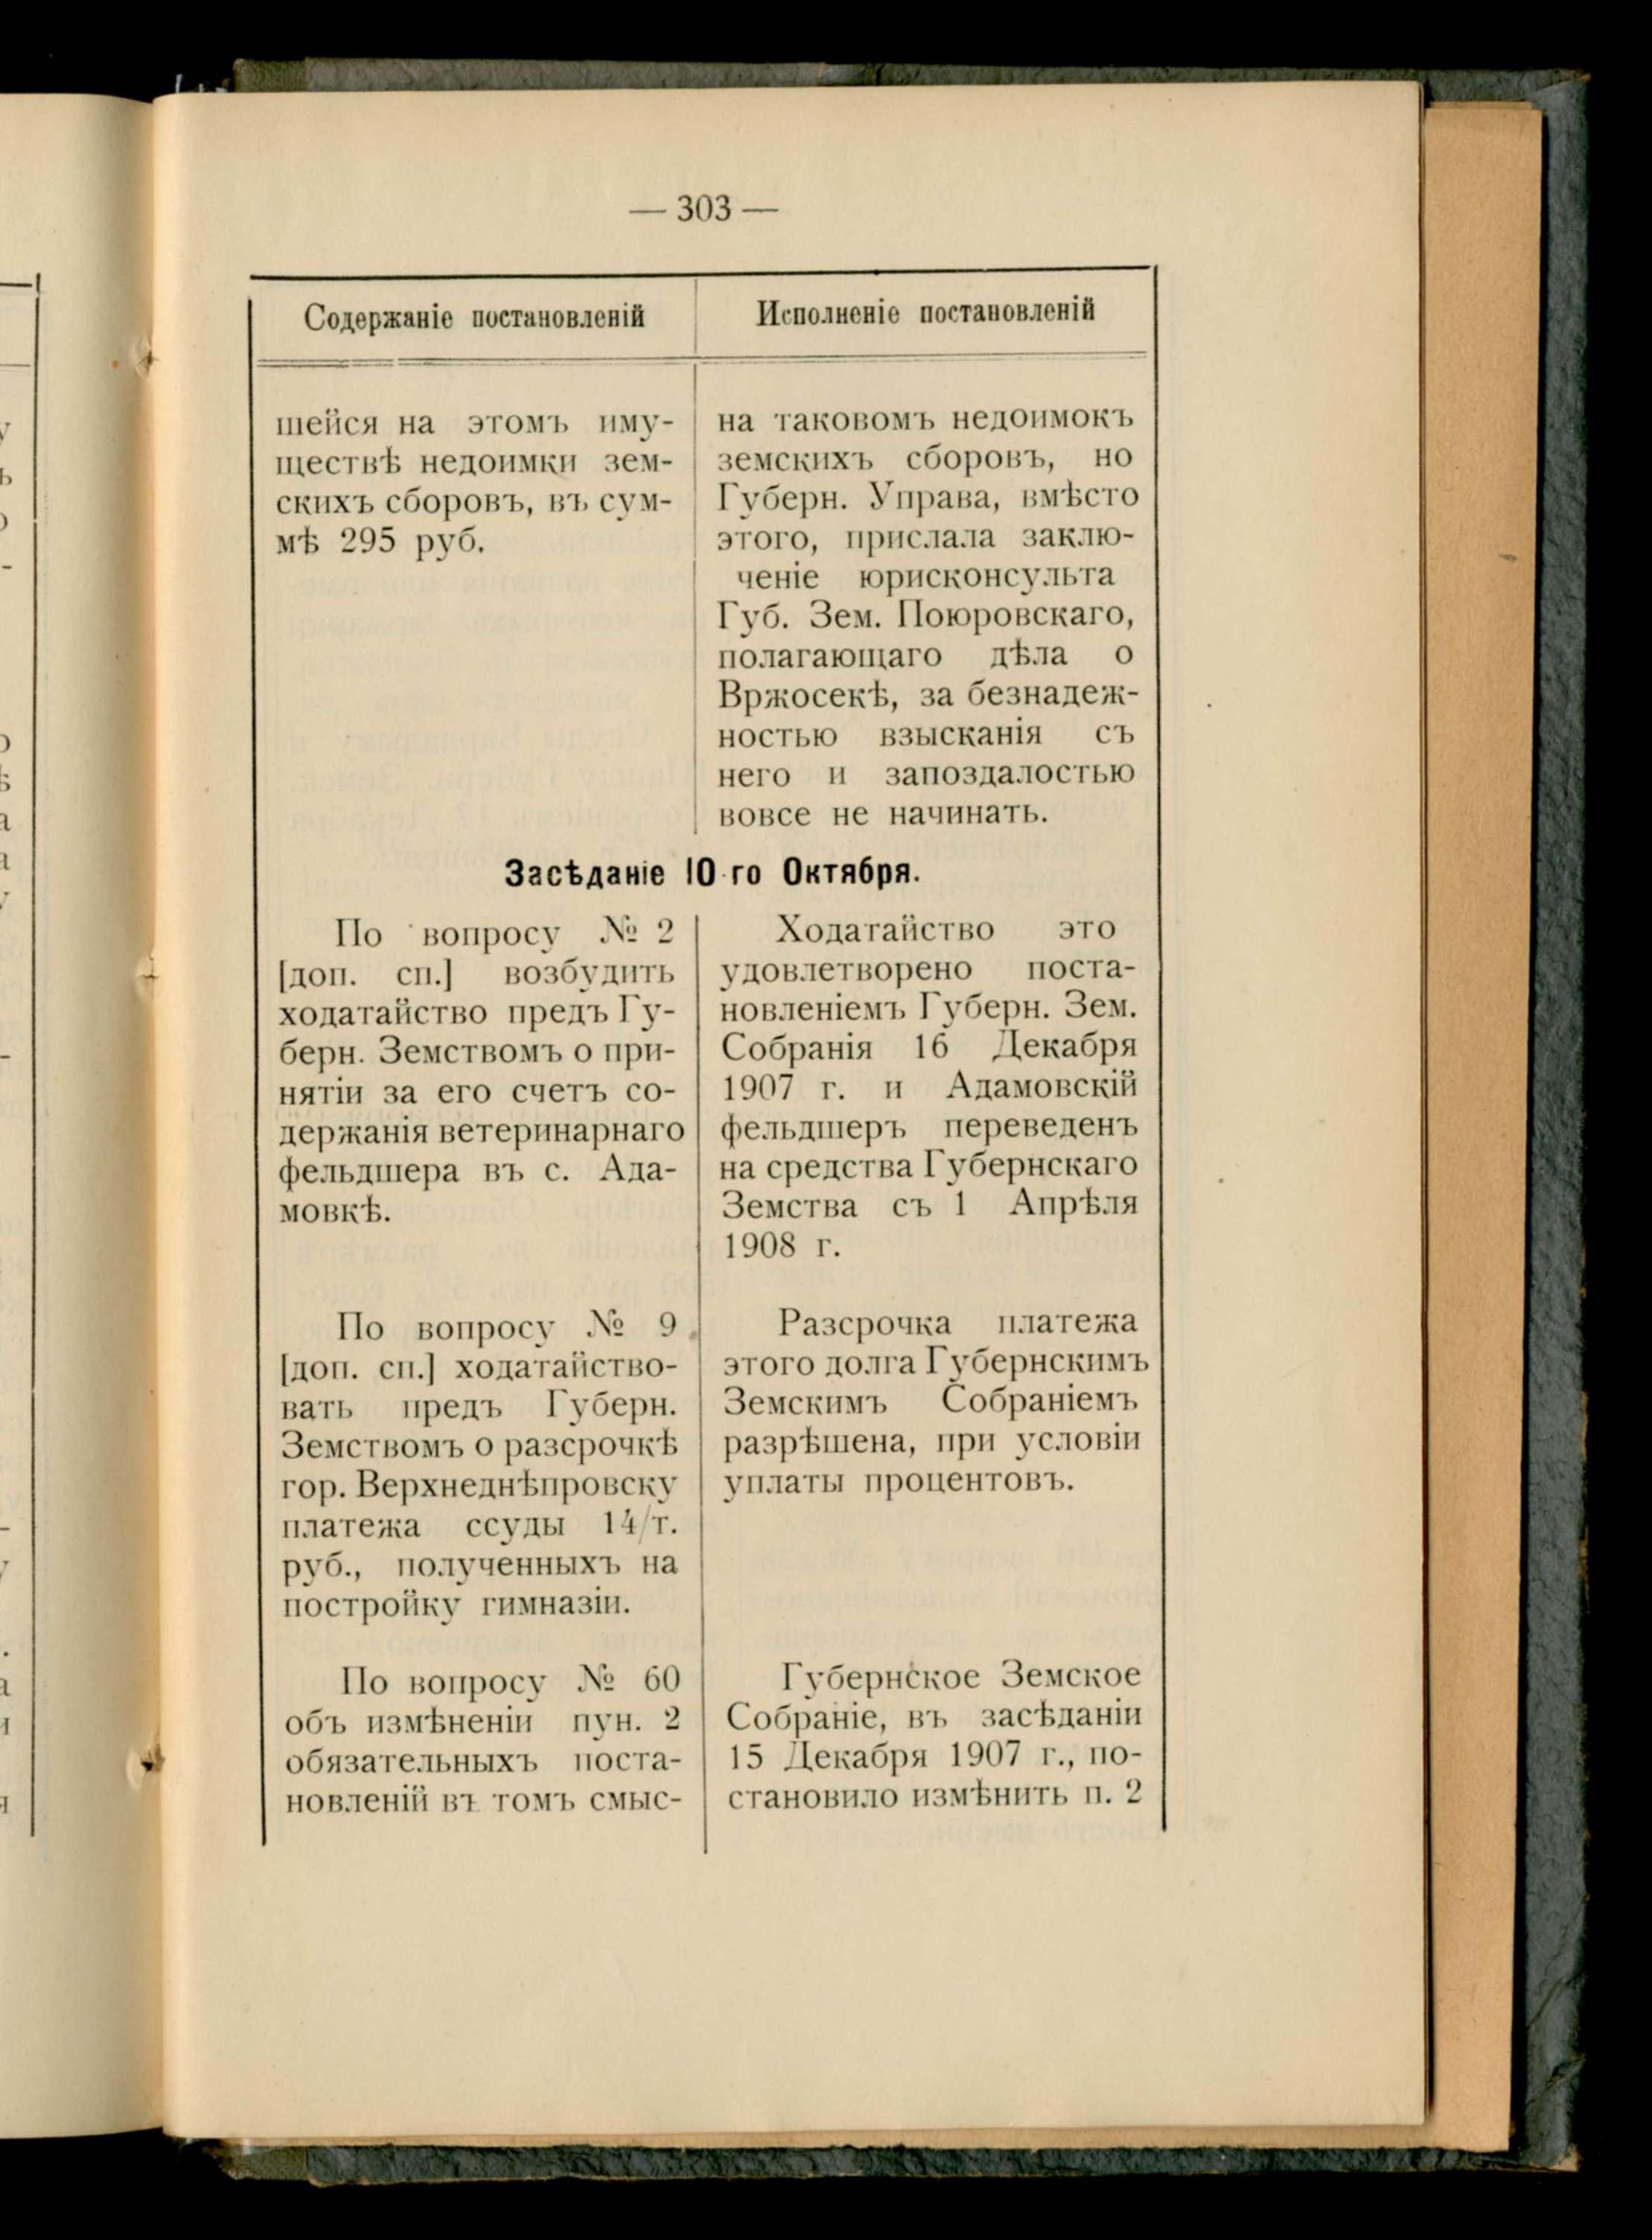 — 303 —
Содержаніе постановленій
Исполненіе постановленій
шейся на этомъ иму-
ществѣ недоимки зем-
скихъ сборовъ, въ сум-
мѣ 295 руб.
на таковомъ недоимокъ
земскихъ сборовъ, но
Губерн. Управа, вмѣсто
этого, прислала заклю-
ченіе юрисконсульта
Губ. Зем. Поюровскаго,
полагающаго дѣла о
Вржосекѣ, за безнадеж-
ностью взысканія съ
него и запоздалостью
вовсе не начинать.
Засѣданіе 10-го Октября.
По вопросу № 2
[доп. сп.] возбудить
ходатайство предъ Гу-
берн. Земствомъ о при-
нятіи за его счетъ со-
держанія ветеринарнаго
фельдшера въ с. Ада-
мовкѣ.
Ходатайство это
удовлетворено поста-
новленіемъ Губерн. Зем.
Собранія 16 Декабря
1907 г. и Адамовскій
фельдшеръ переведенъ
на средства Губернскаго
Земства съ 1 Апрѣля
1908 г.
По вопросу № 9
[доп. сп.] ходатайство-
вать предъ Губерн.
Земствомъ о разсрочкѣ
гор. Верхнеднѣпровску
платежа ссуды 14/т.
руб., полученныхъ на
постройку гимназіи.
Разсрочка платежа
этого долга Губернскимъ
Земскимъ Собраніемъ
разрѣшена, при условіи
уплаты процентовъ.
По вопросу № 60
объ измѣненіи пун. 2
обязательныхъ поста-
новленій въ томъ смыс-
Губернское Земское
Собраніе, въ засѣданіи
15 Декабря 1907 г., по-
становило измѣнить п. 2